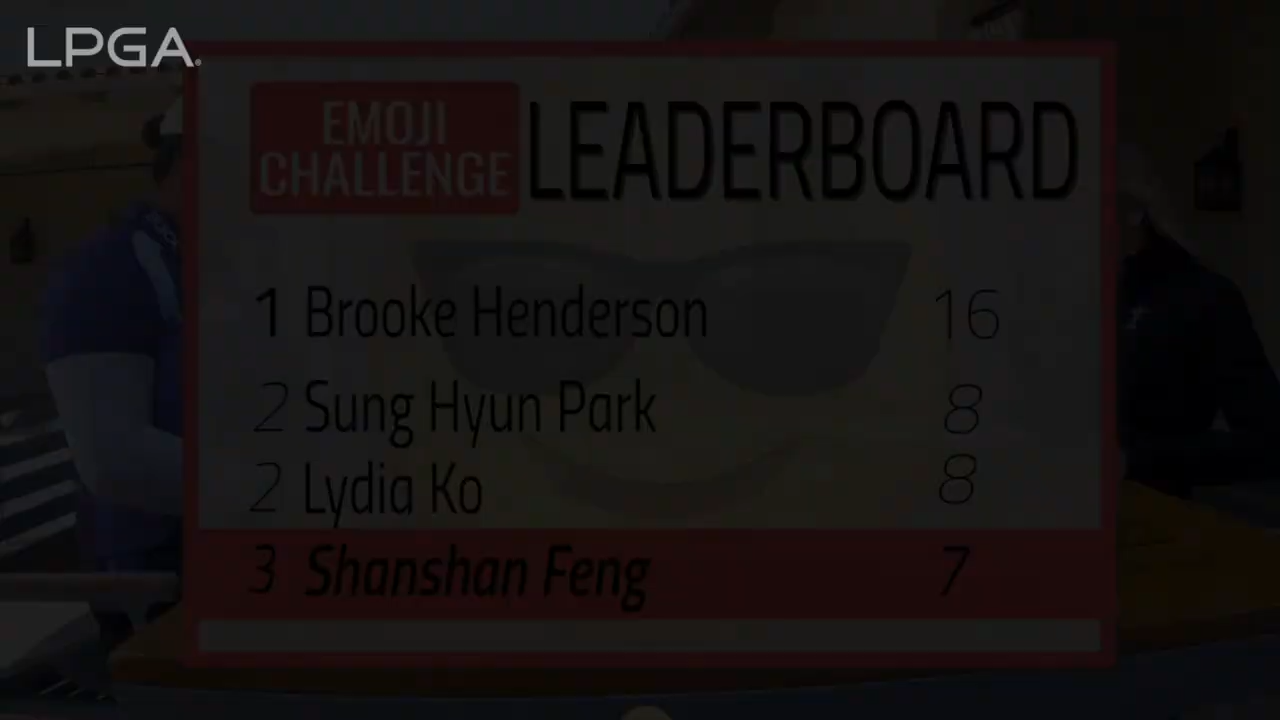 LPGA.
EMOJI
CHALLENGE
LEADERBOARD
1 Brooke Henderson 16
2 Sung Hyun Park 8
2 Lydia Ko 8
3 Shanshan Feng 7